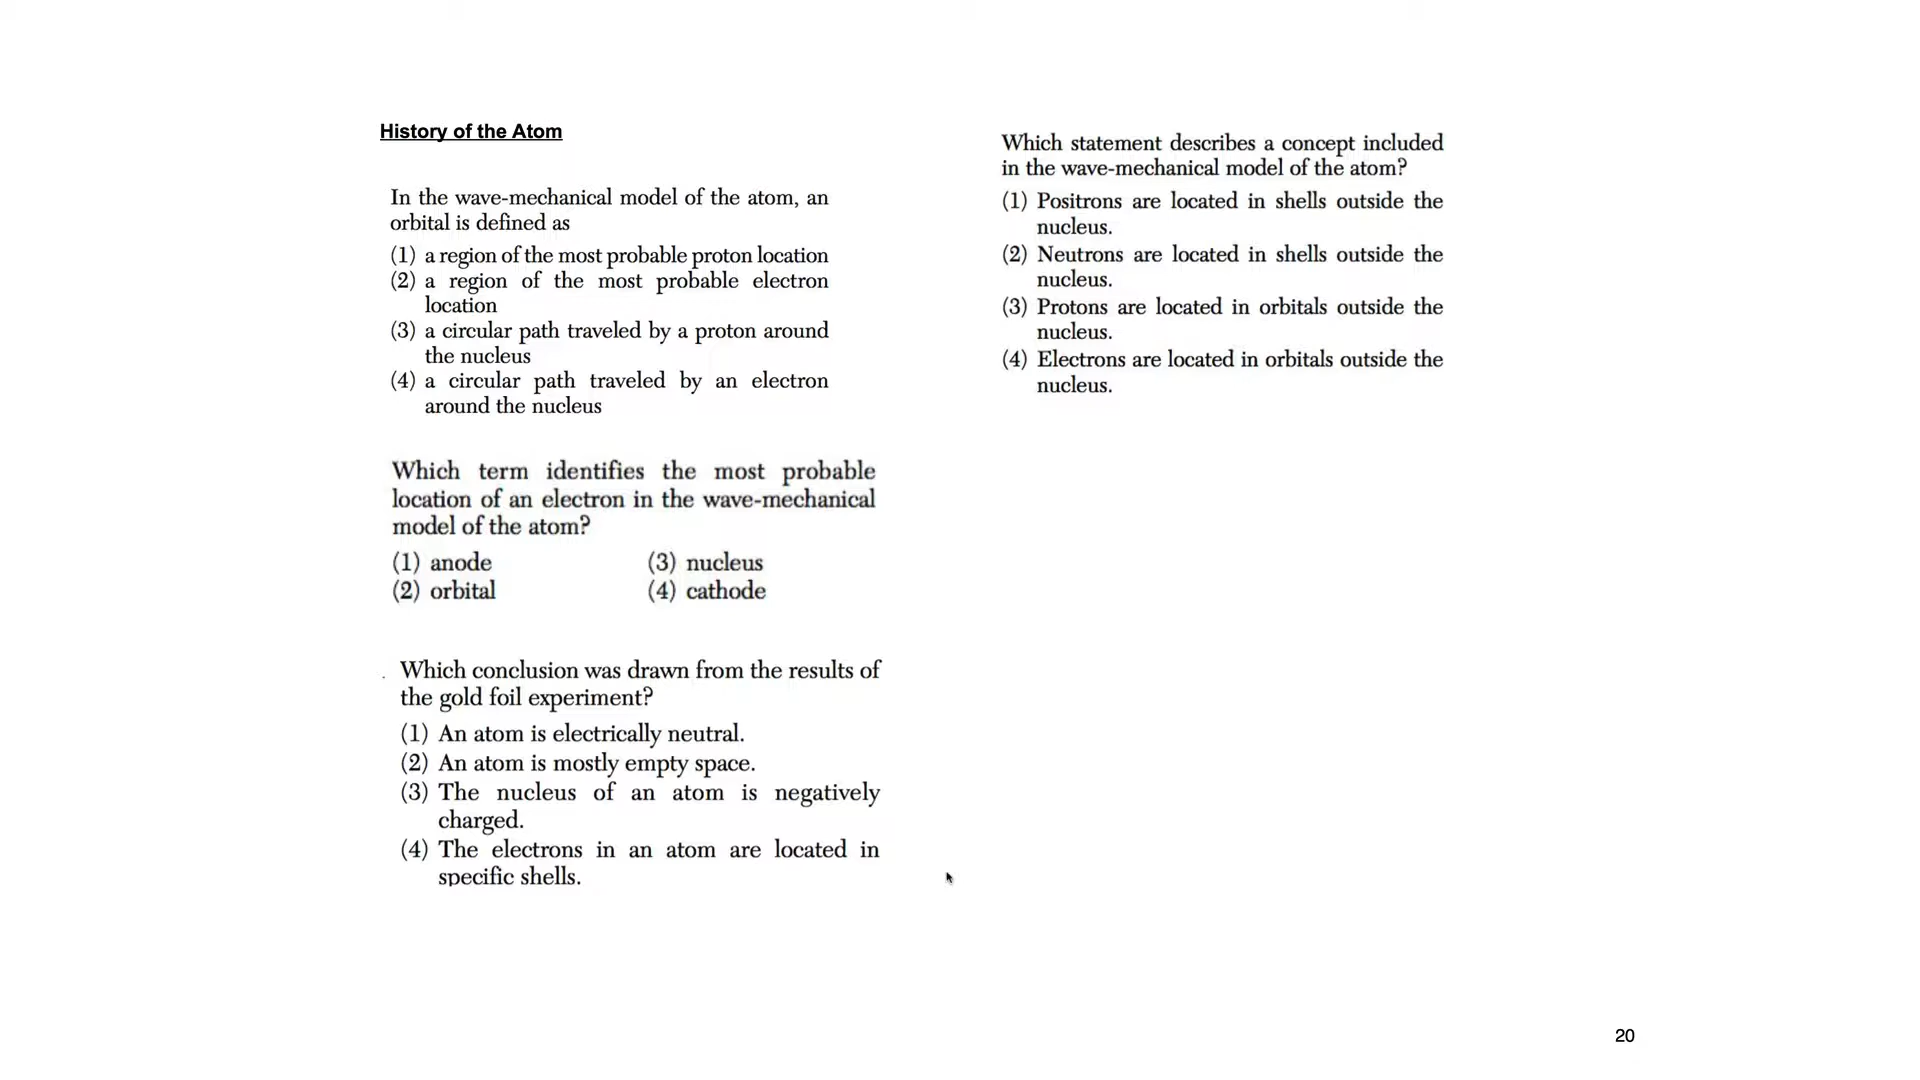 History of the Atom
In the wave-mechanical model of the atom, an
orbital is defined as
(1) a region of the most probable proton location
(2) a region of the most probable electron
location
(3) a circular path traveled by a proton around
the nucleus
(4) a circular path traveled by an electron
around the nucleus
Which term identifies the most probable
location of an electron in the wave-mechanical
model of the atom?
(1) anode (3) nucleus
(2) orbital (4) cathode
Which conclusion was drawn from the results of
the gold foil experiment?
(1) An atom is electrically neutral.
(2) An atom is mostly empty space.
(3) The nucleus of an atom is negatively
charged.
(4) The electrons in an atom are located in
specific shells.
Which statement describes a concept included
in the wave-mechanical model of the atom?
(1) Positrons are located in shells outside the
nucleus.
(2) Neutrons are located in shells outside the
nucleus.
(3) Protons are located in orbitals outside the
nucleus.
(4) Electrons are located in orbitals outside the
nucleus.
20